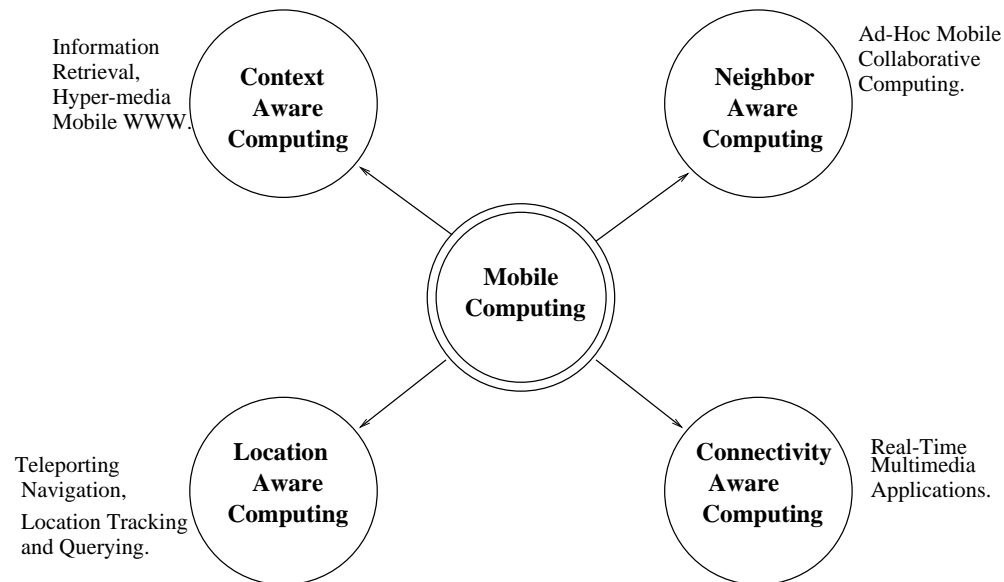 Information
Retrieval,
Hyper-media
Mobile WWW.
Context
Aware
Computing
Neighbor
Aware
Computing
Ad-Hoc Mobile
Collaborative
Computing.
Mobile
Computing
Teleporting
Navigation,
Location Tracking
and Querying.
Location
Aware
Computing
Connectivity
Aware
Computing
Real-Time
Multimedia
Applications.